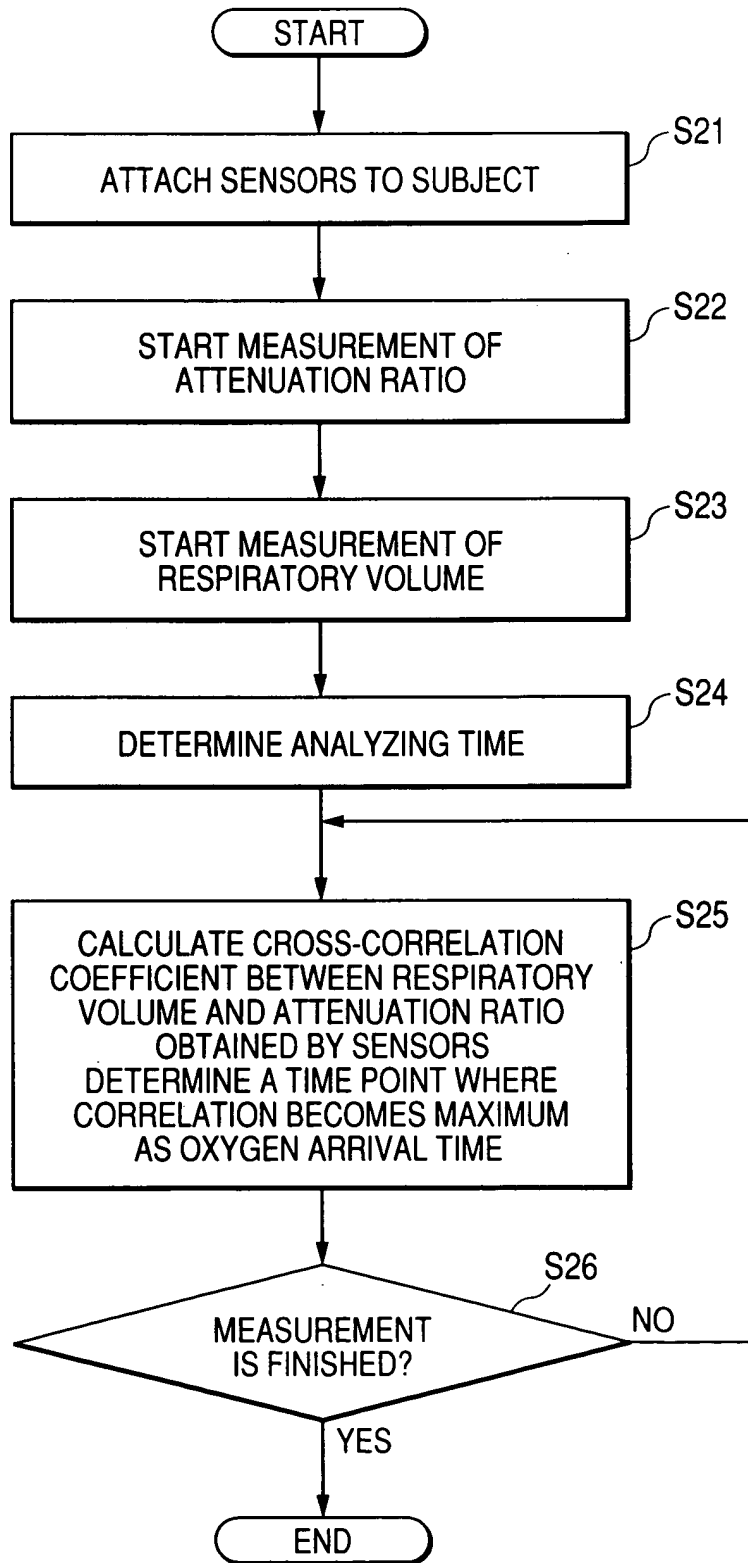 START
S21
ATTACH SENSORS TO SUBJECT
S22
START MEASUREMENT OF
ATTENUATION RATIO
S23
START MEASUREMENT OF
RESPIRATORY VOLUME
S24
DETERMINE ANALYZING TIME
S25
CALCULATE CROSS-CORRELATION
COEFFICIENT BETWEEN RESPIRATORY
VOLUME AND ATTENUATION RATIO
OBTAINED BY SENSORS
DETERMINE A TIME POINT WHERE
CORRELATION BECOMES MAXIMUM
AS OXYGEN ARRIVAL TIME
S26
MEASUREMENT
IS FINISHED?
NO
YES
END